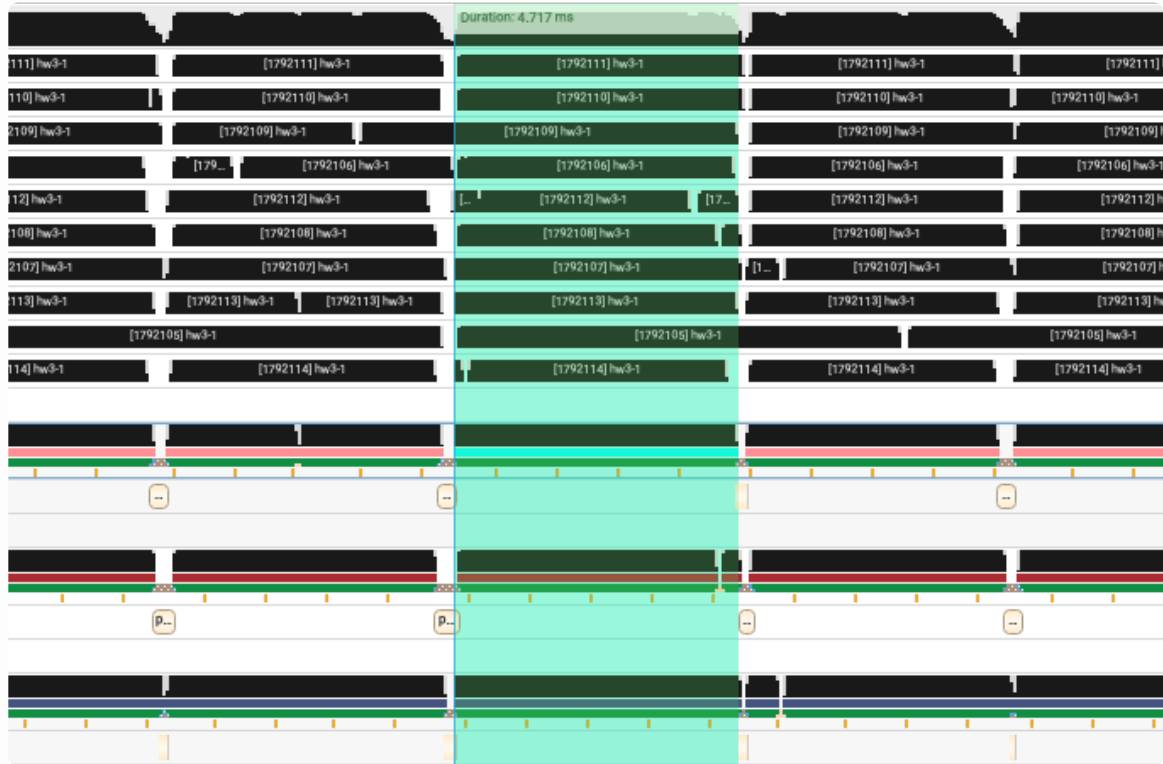 Duration: 4.717 ms
111] hw3-1 [1792111] hw3-1 [1792111] hw3-1 [1792111] hw3-1 [179211
110] hw3-1 [1792110] hw3-1 [1792110] hw3-1 [1792110] hw3-1 [1792110] hw3-1
2109] hw3-1 [1792109] hw3-1 [1792109] hw3-1 [1792109] hw3-1 [1792109]
[179... [1792106] hw3-1 [1792106] hw3-1 [1792106] hw3-1 [1792106] h
12] hw3-1 [1792112] hw3-1 [... [1792112] hw3-1 [17... [1792112] hw3-1 [1792112] h
108] hw3-1 [1792108] hw3-1 [1792108] hw3-1 [1792108] hw3-1 [1792108] h
2107] hw3-1 [1792107] hw3-1 [1792107] hw3-1 [1... [1792107] hw3-1 [1792107] h
113] hw3-1 [1792113] hw3-1 [1792113] hw3-1 [1792113] hw3-1 [1792113] hw3-1 [1792113] h
[1792105] hw3-1 [1792105] hw3-1 [1792105] hw3-1
114] hw3-1 [1792114] hw3-1 [1792114] hw3-1 [1792114] hw3-1 [1792114] hw3-1
... ... ...
p... p... ... ...